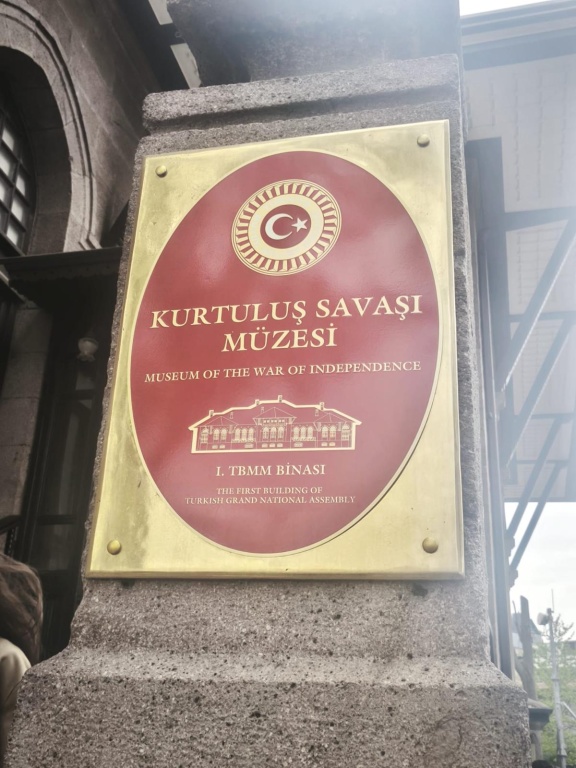 KURTULUŞ SAVAŞI
MÜZESİ
MUSEUM OF THE WAR OF INDEPENDENCE
I. TBMM BİNASI
THE FIRST BUILDING OF
TURKISH GRAND NATIONAL ASSEMBLY